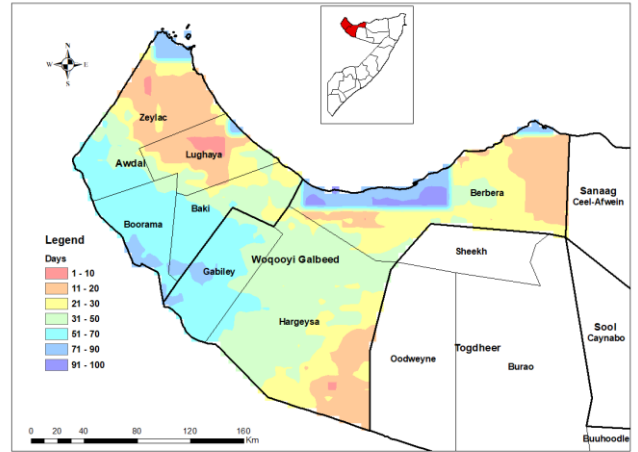 N
W E
S
Zeylac
Lughaya
Awdal
Baki
Boorama
Gabiley
Woqooyi Galbeed
Hargeysa
Berbera
Sanaag
Ceel-Afwein
Sheekh
Oodweyne
Togdheer
Burao
Sool
Caynabo
Buuhoodle
Legend
Days
1 - 10
11 - 20
21 - 30
31 - 50
51 - 70
71 - 90
91 - 100
0 20 40 80 120 160
Km